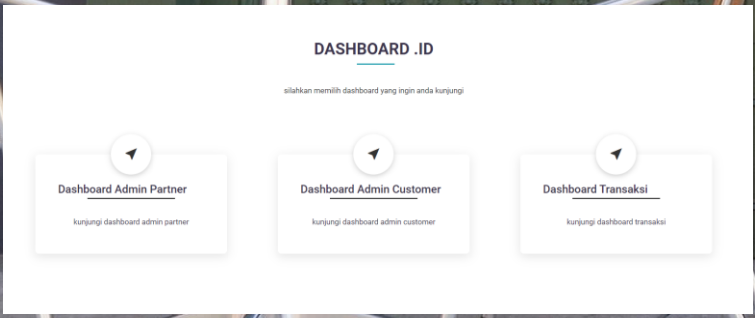 DASHBOARD .ID
silahkan memilih dashboard yang ingin anda kunjungi
Dashboard Admin Partner
kunjungi dashboard admin partner
Dashboard Admin Customer
kunjungi dashboard admin customer
Dashboard Transaksi
kunjungi dashboard transaksi